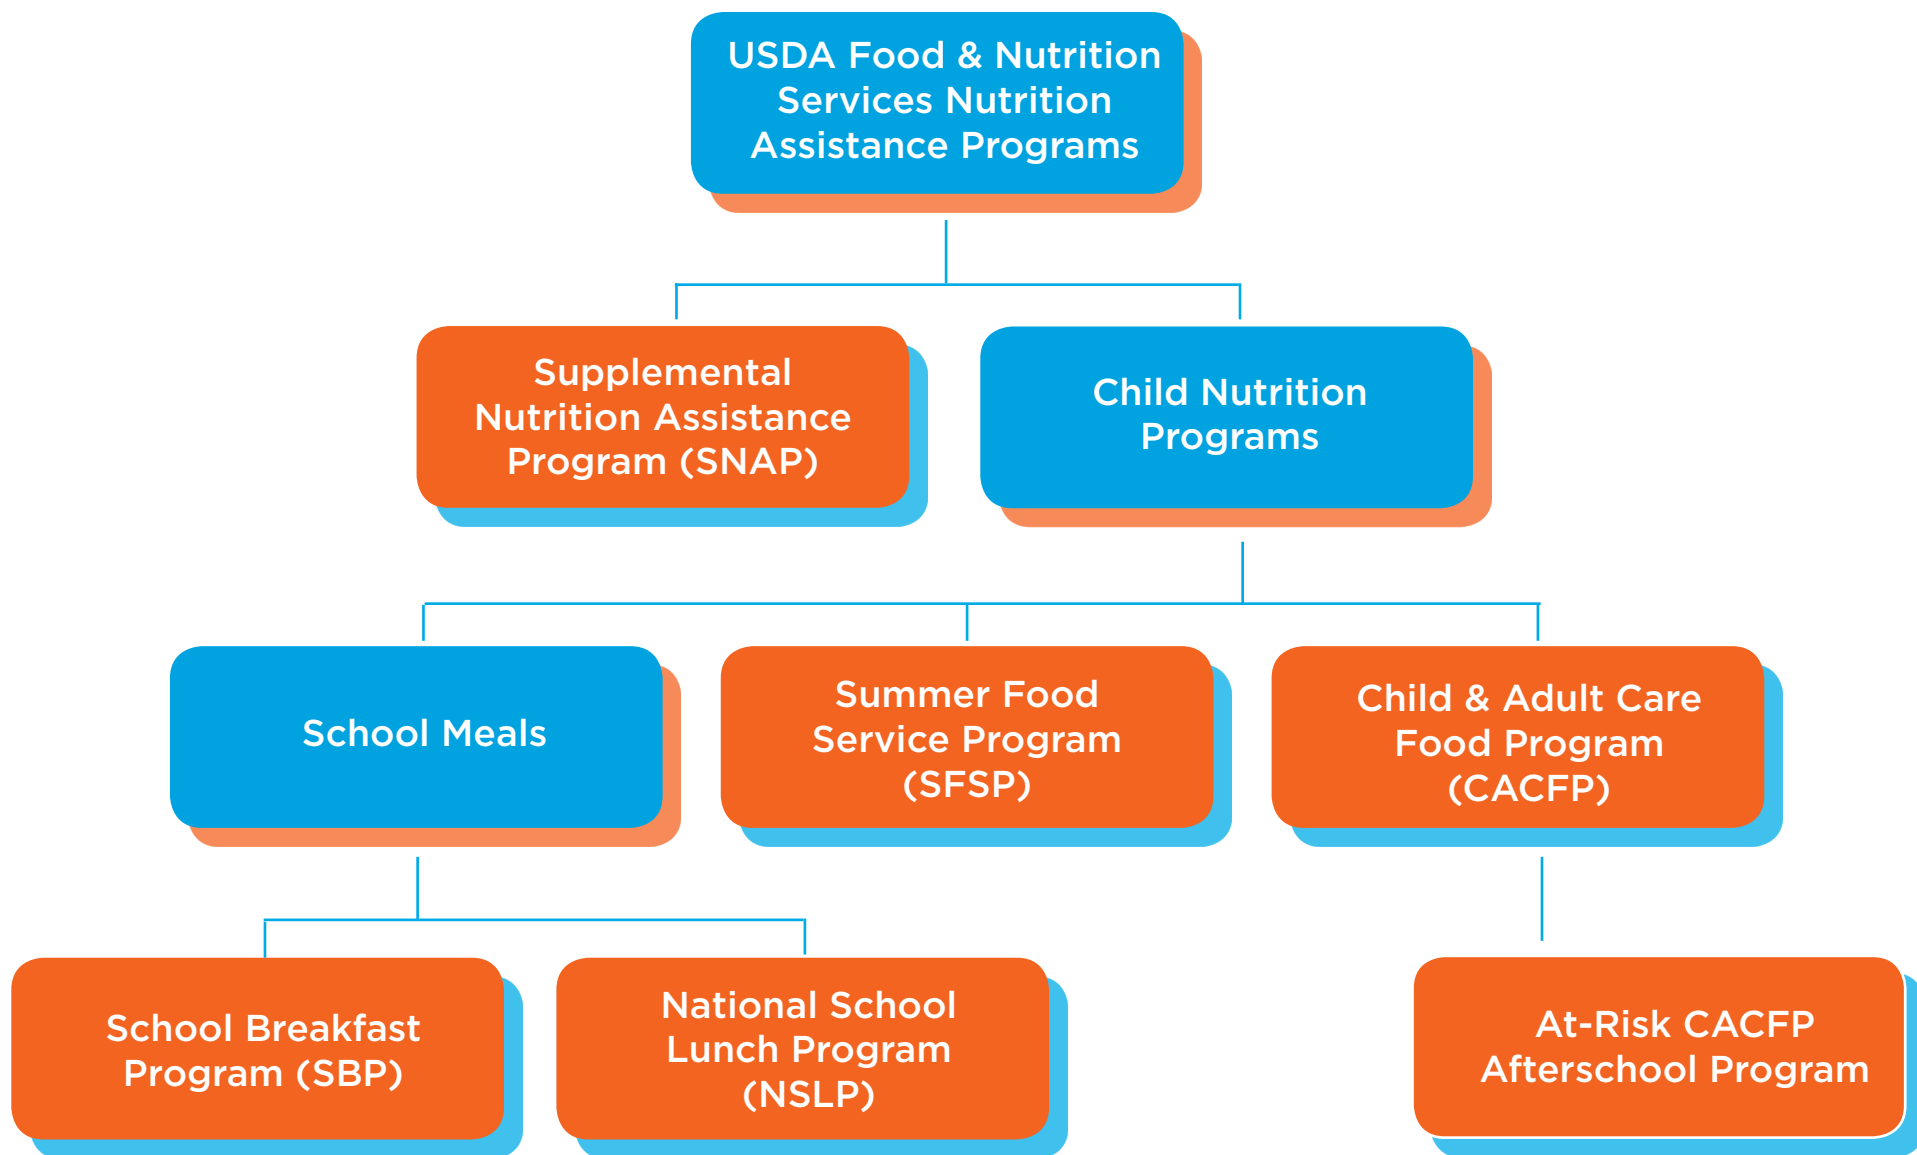 USDA Food & Nutrition
Services Nutrition
Assistance Programs
Supplemental
Nutrition Assistance
Program (SNAP)
Child Nutrition
Programs
School Meals
Summer Food
Service Program
(SFSP)
Child & Adult Care
Food Program
(CACFP)
School Breakfast
Program (SBP)
National School
Lunch Program
(NSLP)
At-Risk CACFP
Afterschool Program